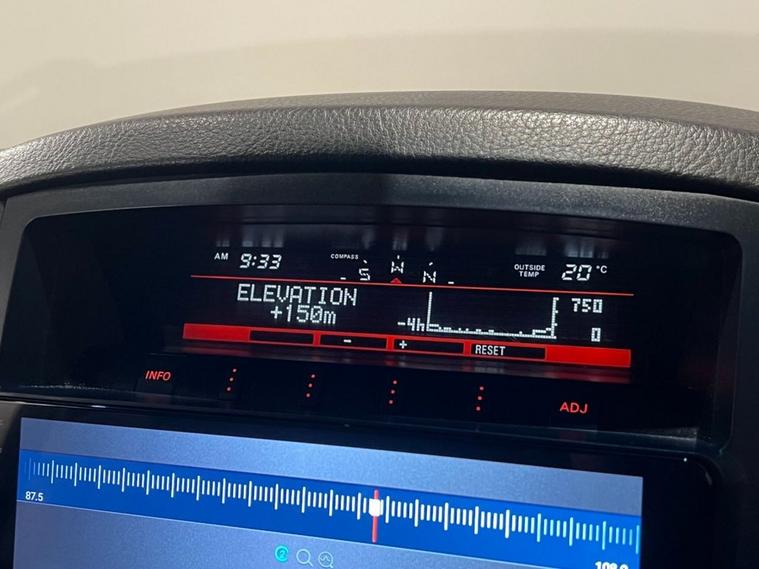 AM 9:33 COMPASS S W N OUTSIDE TEMP 20°C
ELEVATION 750
+150m -4h 0
- + RESET
INFO ADJ
87.5